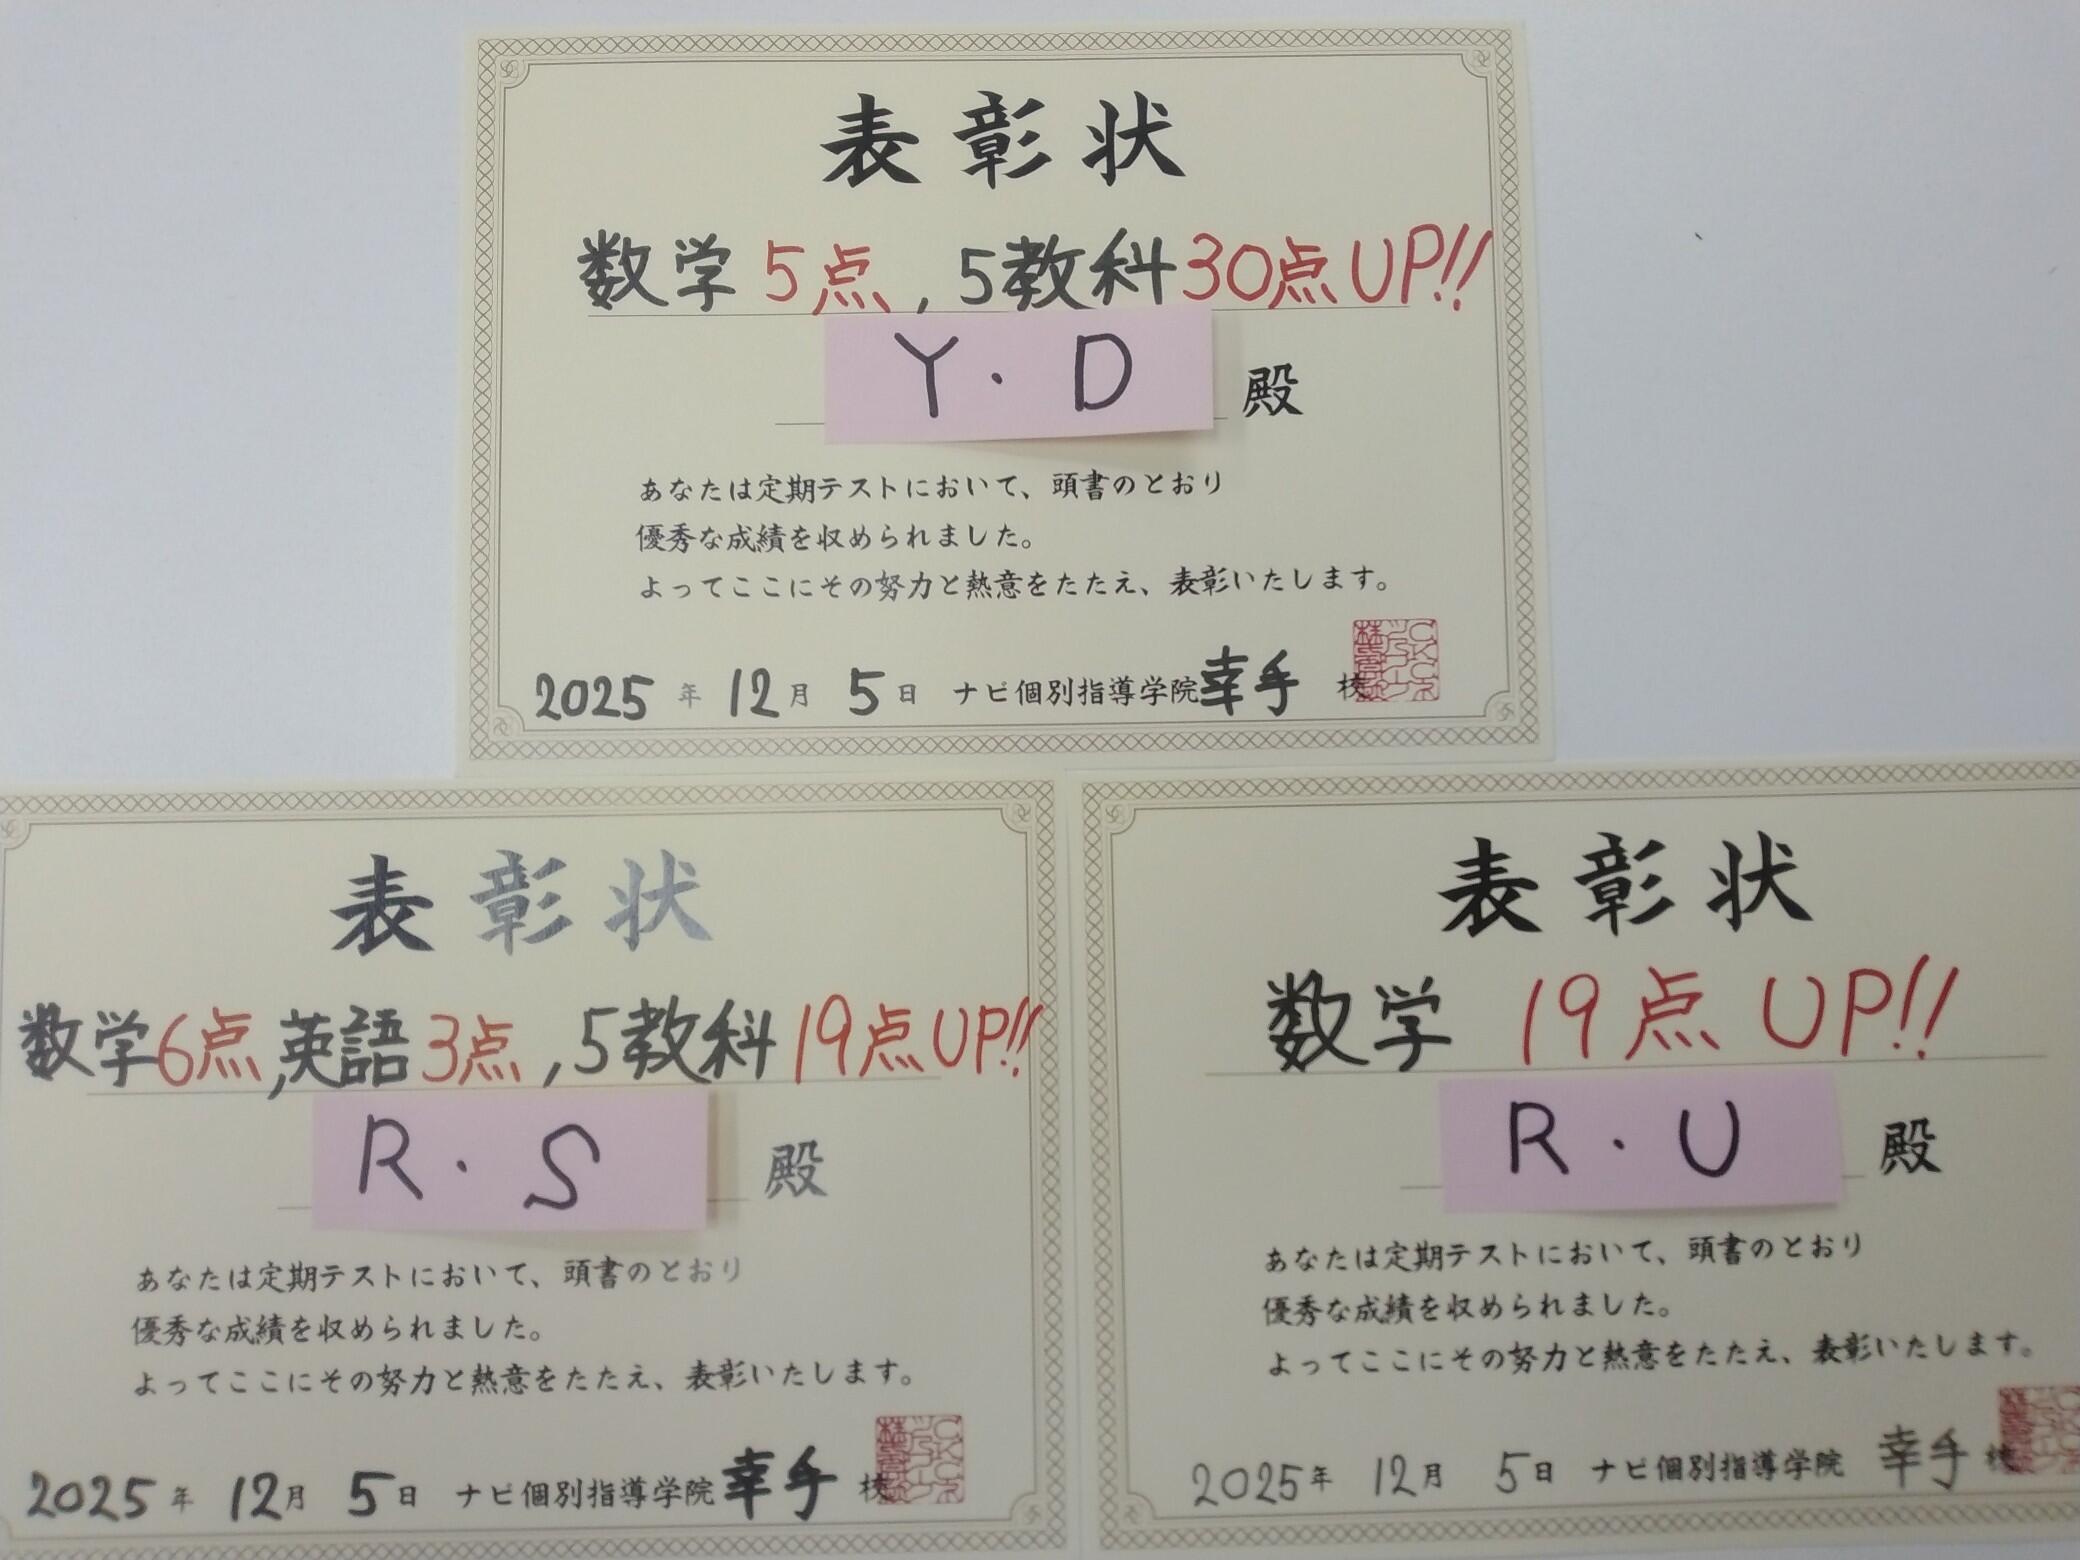 表彰状
数学5点,5教科30点UP!!
Y・D 殿
あなたは定期テストにおいて、頭書のとおり
優秀な成績を収められました。
よってここにその努力と熱意をたたえ、表彰いたします。
2025年 12月 5日 ナビ個別指導学院 幸手 校
表彰状
数学6点,英語3点,5教科19点UP!!
R・S 殿
あなたは定期テストにおいて、頭書のとおり
優秀な成績を収められました。
よってここにその努力と熱意をたたえ、表彰いたします。
2025年 12月 5日 ナビ個別指導学院 幸手 校
表彰状
数学 19点UP!!
R・U 殿
あなたは定期テストにおいて、頭書のとおり
優秀な成績を収められました。
よってここにその努力と熱意をたたえ、表彰いたします。
2025年 12月 5日 ナビ個別指導学院 幸手 校